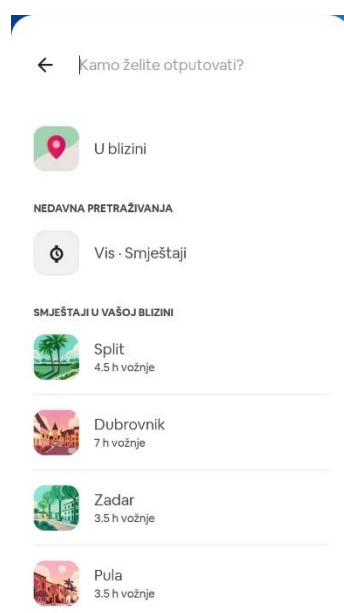 Kamo želite otputovati?
U blizini
NEDAVNA PRETRAŽIVANJA
Vis · Smještaji
SMJEŠTAJI U VAŠOJ BLIZINI
Split
4.5 h vožnje
Dubrovnik
7 h vožnje
Zadar
3.5 h vožnje
Pula
3.5 h vožnje